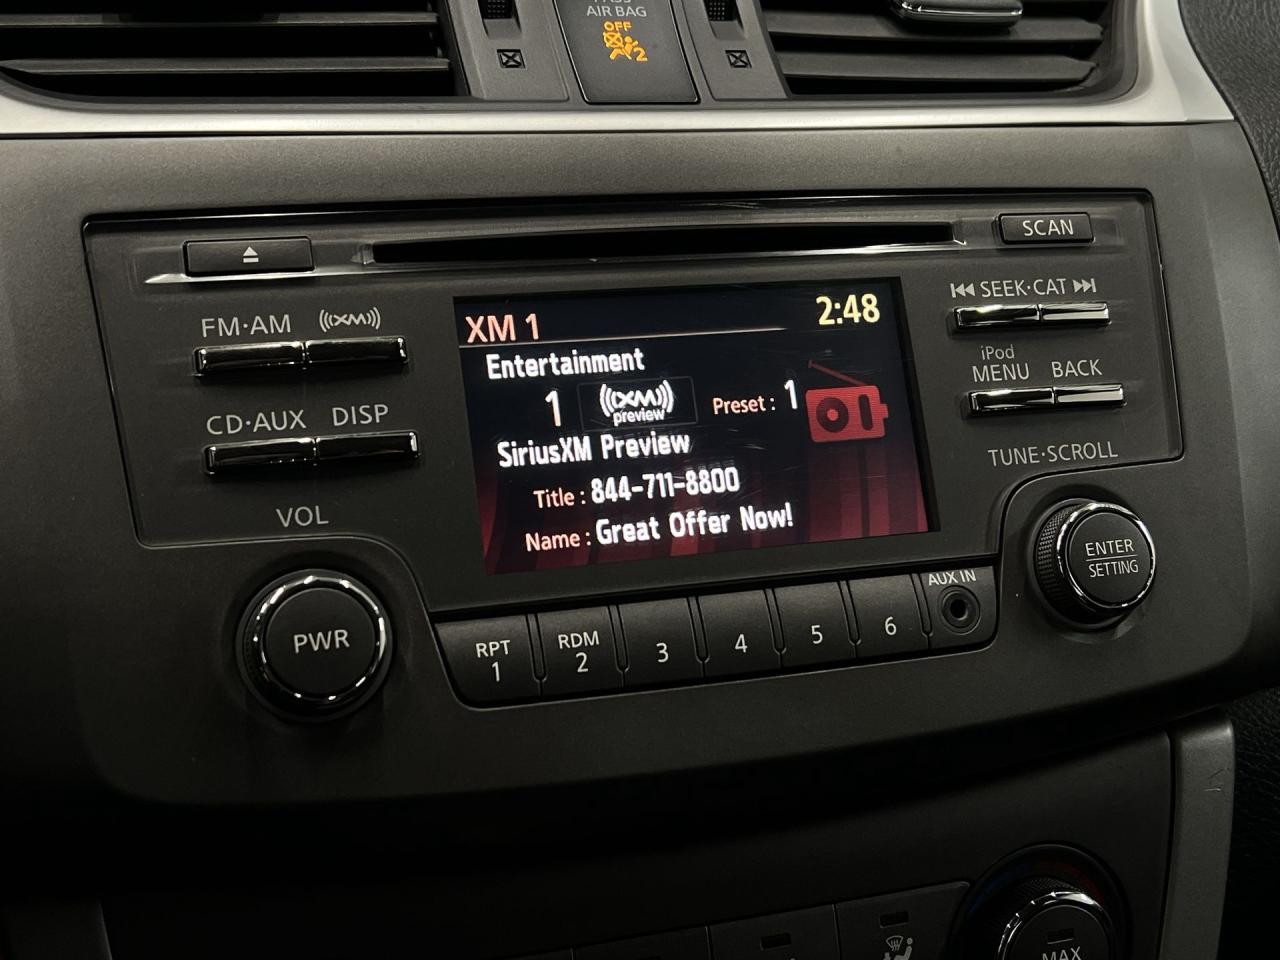 PASS
AIR BAG
OFF
2
SCAN
FM·AM
XM
SEEK·CAT
iPod
MENU
BACK
CD·AUX
DISP
TUNE·SCROLL
VOL
PWR
ENTER
SETTING
XM 1
2:48
Entertainment
1
XM
preview
Preset : 1
SiriusXM Preview
Title : 844-711-8800
Name : Great Offer Now!
RPT
1
RDM
2
3
4
5
6
AUX IN
MAX